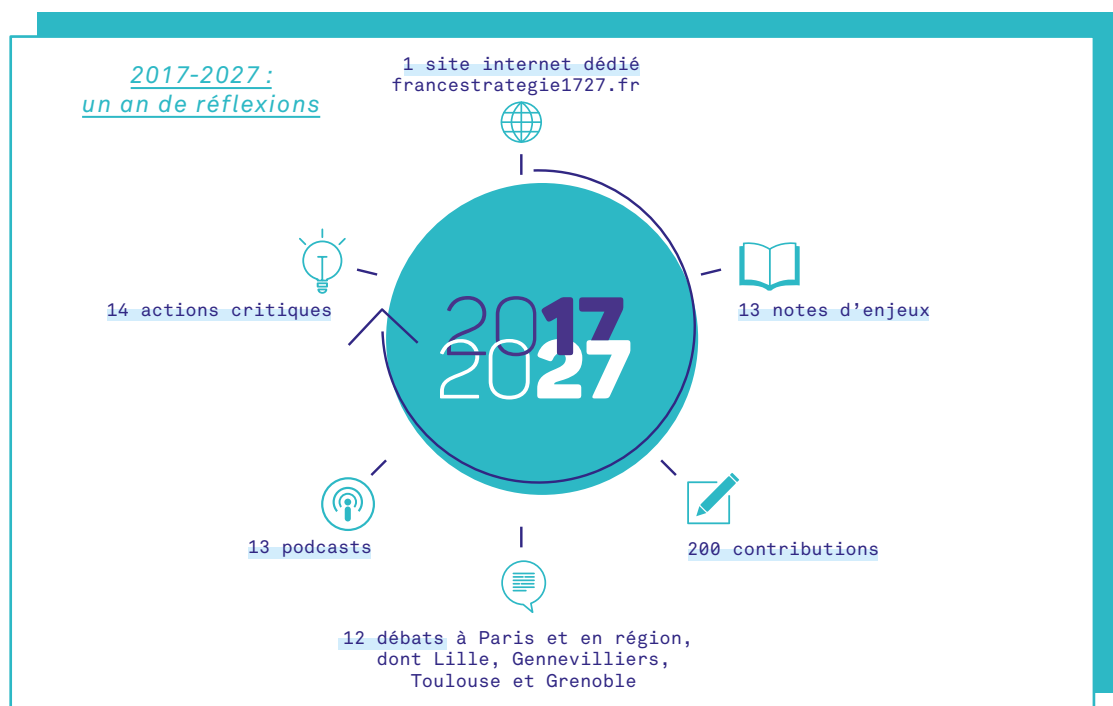 2017-2027 :
un an de réflexions
1 site internet dédié
francestrategie1727.fr
14 actions critiques
2017
2027
13 notes d'enjeux
13 podcasts
200 contributions
12 débats à Paris et en région,
dont Lille, Gennevilliers,
Toulouse et Grenoble